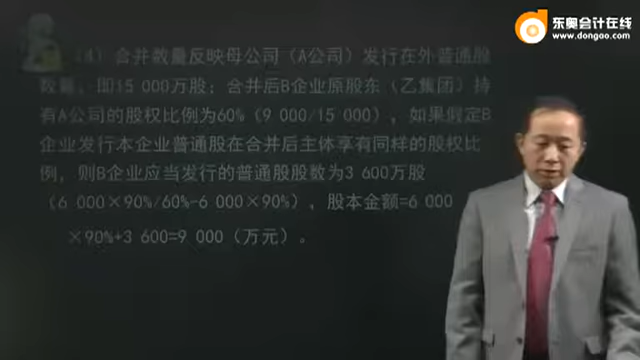 东奥会计在线
www.dongao.com
（4）合并数量反映母公司（A公司）发行在外普通股
数量，即15 000万股；合并后B企业原股东（乙集团）持
有A公司的股权比例为60%（9 000/15 000），如果假定B
企业发行本企业普通股在合并后主体享有同样的股权比
例，则B企业应当发行的普通股股数为3 600万股
（6 000×90%/60%-6 000×90%），股本金额=6 000
×90%+3 600=9 000（万元）。